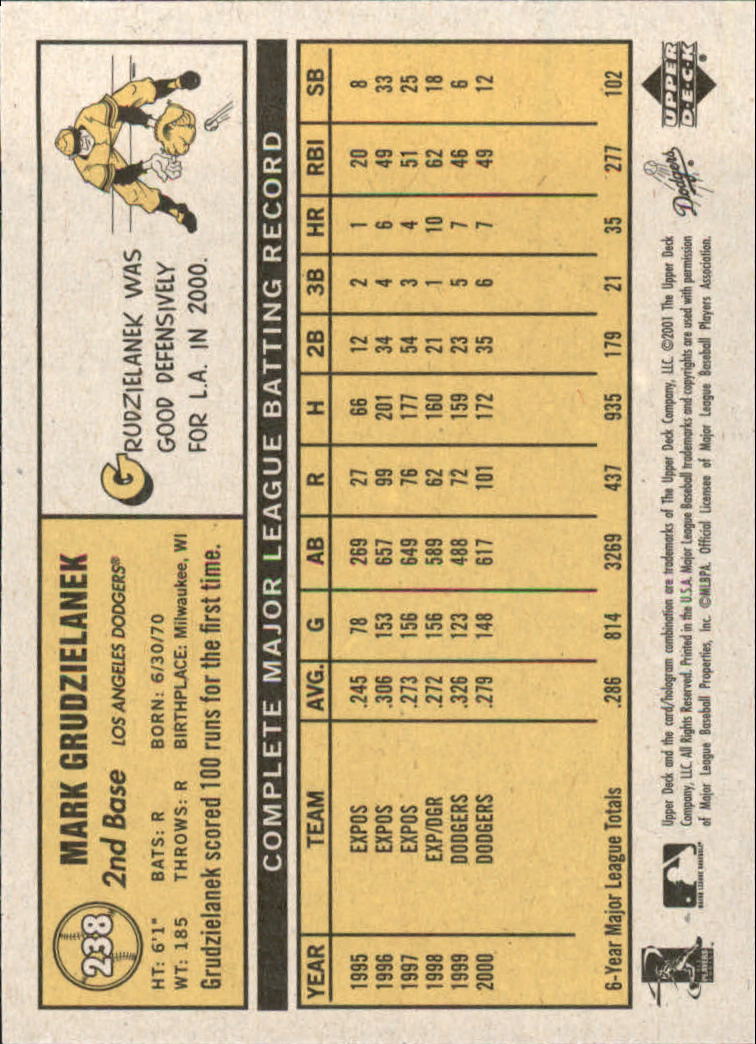 238
MARK GRUDZIELANEK
2nd Base LOS ANGELES DODGERS®
HT: 6'1" BATS: R BORN: 6/30/70
WT: 185 THROWS: R BIRTHPLACE: Milwaukee, WI
Grudzielanek scored 100 runs for the first time.
GRUDZIELANEK WAS
GOOD DEFENSIVELY
FOR L.A. IN 2000.
COMPLETE MAJOR LEAGUE BATTING RECORD
YEAR TEAM AVG. G AB R H 2B 3B HR RBI SB
1995 EXPOS .245 78 269 27 66 12 2 1 20 8
1996 EXPOS .306 153 657 99 201 34 4 6 49 33
1997 EXPOS .273 156 649 76 177 54 3 4 51 25
1998 EXP/DGR .272 156 589 62 160 21 1 10 62 18
1999 DODGERS .326 123 488 72 159 23 5 7 46 6
2000 DODGERS .279 148 617 101 172 35 6 7 49 12
6-Year Major League Totals .286 814 3269 437 935 179 21 35 277 102
Upper Deck and the card/hologram combination are trademarks of The Upper Deck Company, LLC. ©2001 The Upper Deck
Company, LLC. All Rights Reserved. Printed in the U.S.A. Major League Baseball trademarks and copyrights are used with permission
of Major League Baseball Properties, Inc. ©MLBPA. Official Licensee of Major League Baseball Players Association.
MAJOR LEAGUE BASEBALL
Dodgers®
UPPER
DECK®